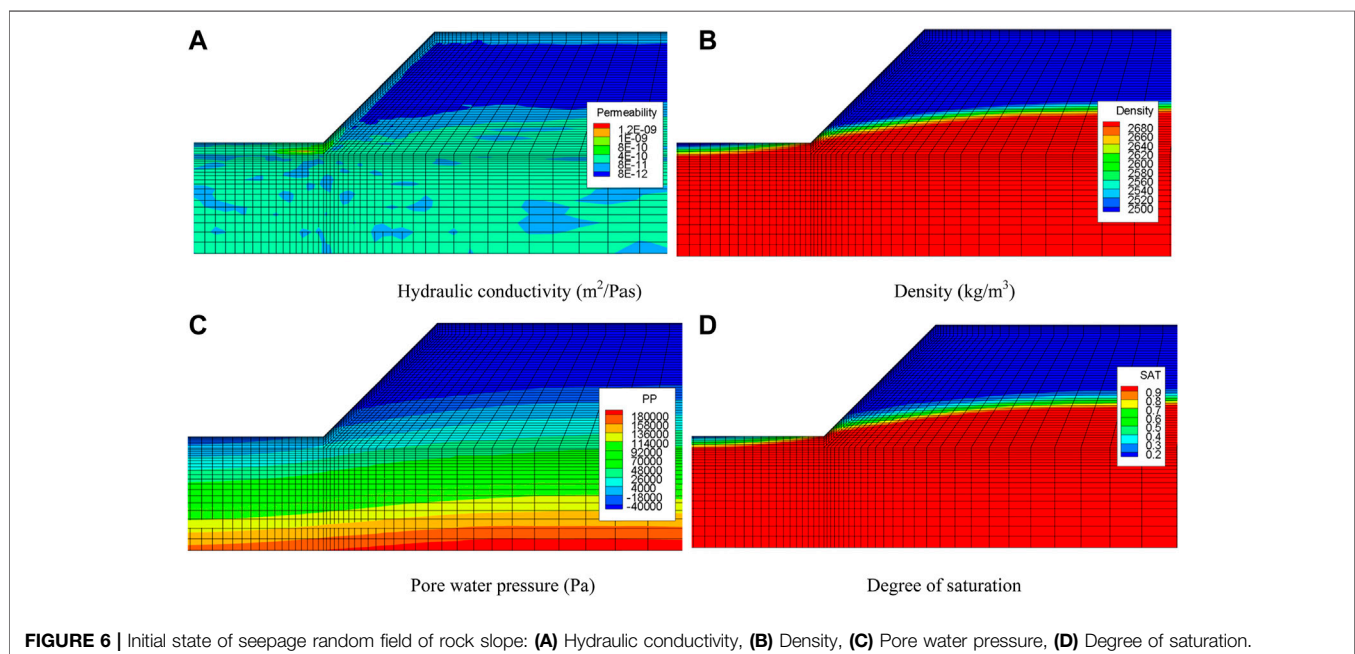 A
Permeability
1.2E-09
1E-09
8E-10
4E-10
8E-11
8E-12
Hydraulic conductivity (m²/Pas)
B
Density
2680
2660
2640
2620
2600
2580
2560
2540
2520
2500
Density (kg/m³)
C
PP
180000
158000
136000
114000
92000
70000
48000
26000
4000
-18000
-40000
Pore water pressure (Pa)
D
SAT
0.9
0.8
0.7
0.6
0.5
0.4
0.3
0.2
Degree of saturation
FIGURE 6 | Initial state of seepage random field of rock slope: (A) Hydraulic conductivity, (B) Density, (C) Pore water pressure, (D) Degree of saturation.